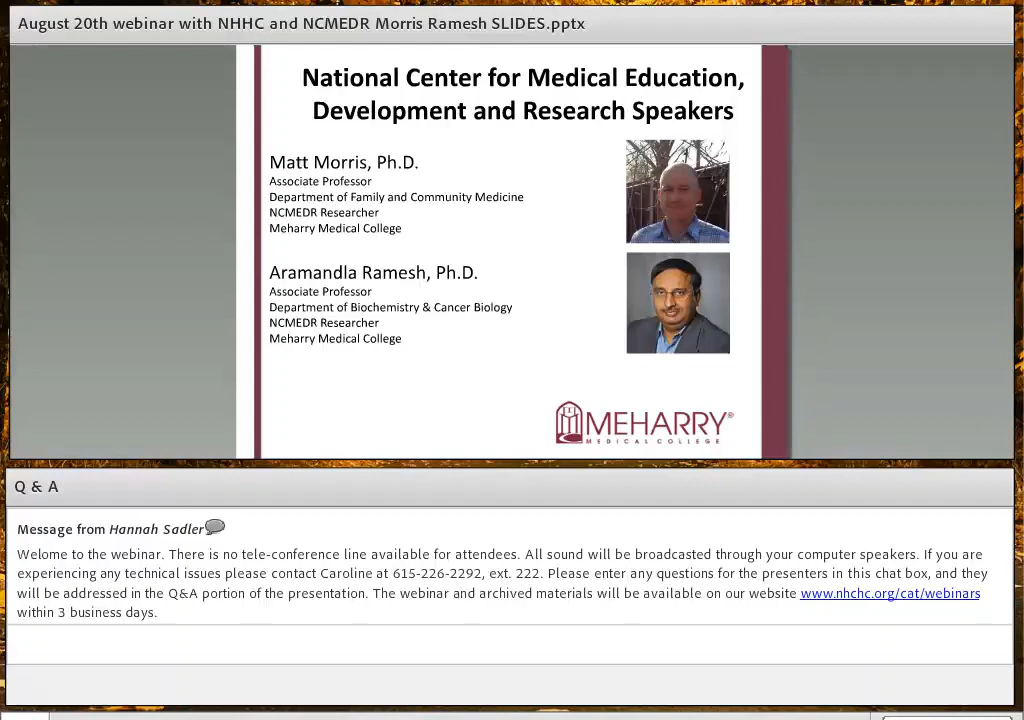 August 20th webinar with NHHC and NCMEDR Morris Ramesh SLIDES.pptx
National Center for Medical Education,
Development and Research Speakers
Matt Morris, Ph.D.
Associate Professor
Department of Family and Community Medicine
NCMEDR Researcher
Meharry Medical College
Aramandla Ramesh, Ph.D.
Associate Professor
Department of Biochemistry & Cancer Biology
NCMEDR Researcher
Meharry Medical College
MEHARRY®
MEDICAL COLLEGE
Q & A
Message from Hannah Sadler
Welome to the webinar. There is no tele-conference line available for attendees. All sound will be broadcasted through your computer speakers. If you are
experiencing any technical issues please contact Caroline at 615-226-2292, ext. 222. Please enter any questions for the presenters in this chat box, and they
will be addressed in the Q&A portion of the presentation. The webinar and archived materials will be available on our website www.nhchc.org/cat/webinars
within 3 business days.